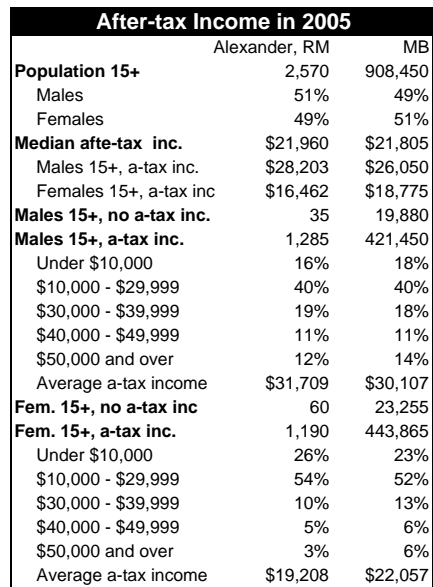 After-tax Income in 2005
Alexander, RM MB
Population 15+ 2,570 908,450
Males 51% 49%
Females 49% 51%
Median afte-tax inc. $21,960 $21,805
Males 15+, a-tax inc. $28,203 $26,050
Females 15+, a-tax inc $16,462 $18,775
Males 15+, no a-tax inc. 35 19,880
Males 15+, a-tax inc. 1,285 421,450
Under $10,000 16% 18%
$10,000 - $29,999 40% 40%
$30,000 - $39,999 19% 18%
$40,000 - $49,999 11% 11%
$50,000 and over 12% 14%
Average a-tax income $31,709 $30,107
Fem. 15+, no a-tax inc 60 23,255
Fem. 15+, a-tax inc. 1,190 443,865
Under $10,000 26% 23%
$10,000 - $29,999 54% 52%
$30,000 - $39,999 10% 13%
$40,000 - $49,999 5% 6%
$50,000 and over 3% 6%
Average a-tax income $19,208 $22,057